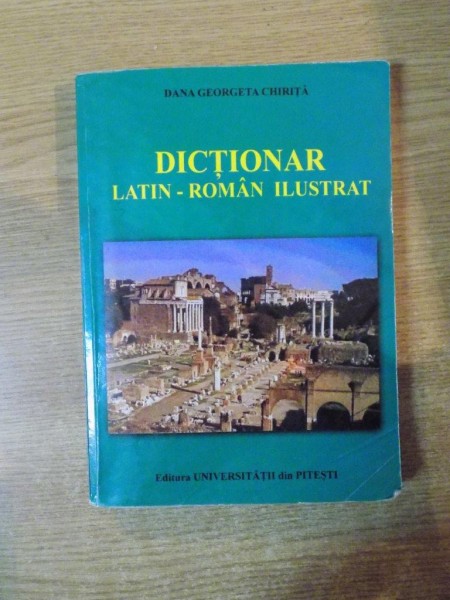 DANA GEORGETA CHIRIȚĂ
DICȚIONAR
LATIN - ROMÂN ILUSTRAT
Editura UNIVERSITĂȚII din PITEȘTI